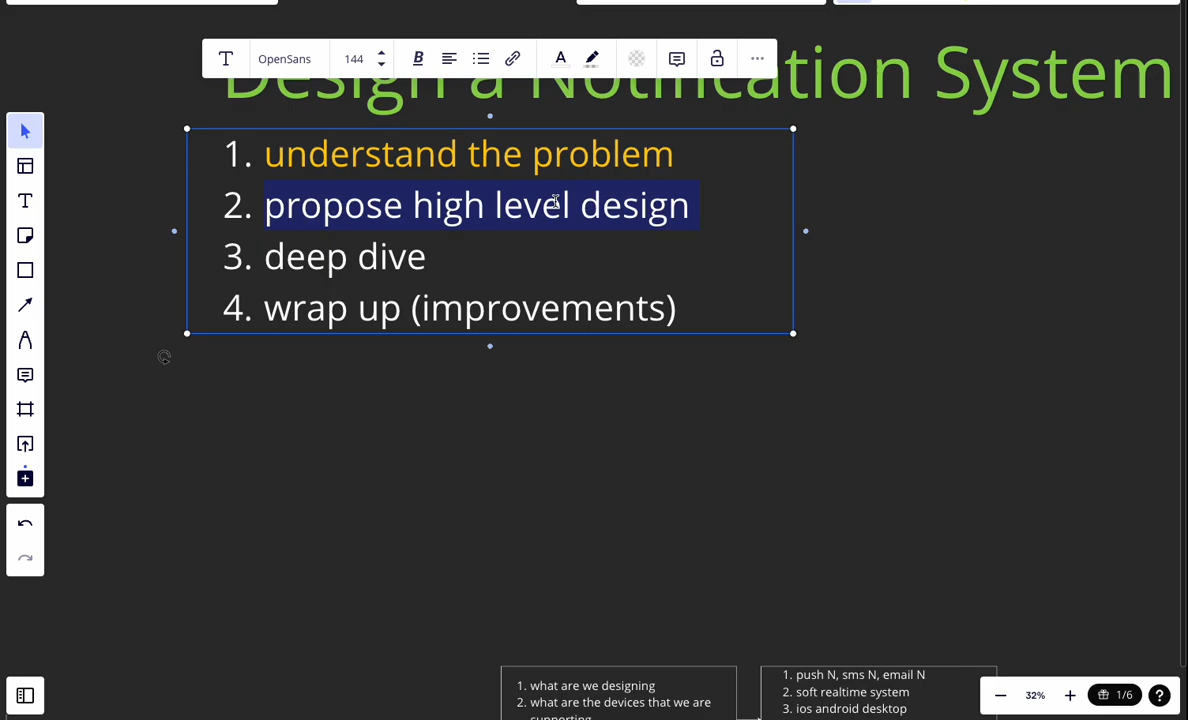 OpenSans
144
B
A
Design a Notification System
1. understand the problem
2. propose high level design
3. deep dive
4. wrap up (improvements)
1. what are we designing
2. what are the devices that we are
supporting
1. push N, sms N, email N
2. soft realtime system
3. ios android desktop
32%
1/6